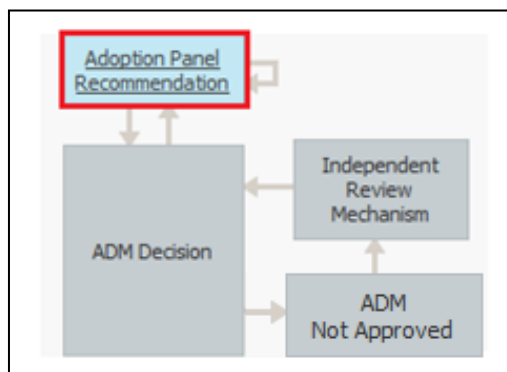 Adoption Panel
Recommendation
Independent
Review
Mechanism
ADM Decision
ADM
Not Approved